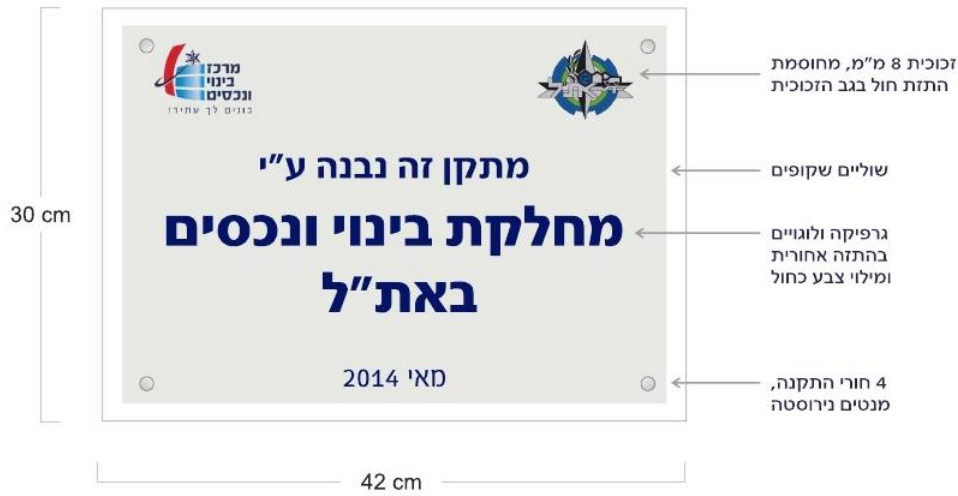 מרכז
בינוי
ונכסים
בונים לך עתיד!
מתקן זה נבנה ע״י
מחלקת בינוי ונכסים
באת״ל
מאי 2014
זכוכית 8 מ״מ, מחוסמת
התזת חול בגב הזכוכית
שוליים שקופים
גרפיקה ולוגויים
בהתזה אחורית
ומילוי צבע כחול
4 חורי התקנה,
מנטים נירוסטה
30 cm
42 cm